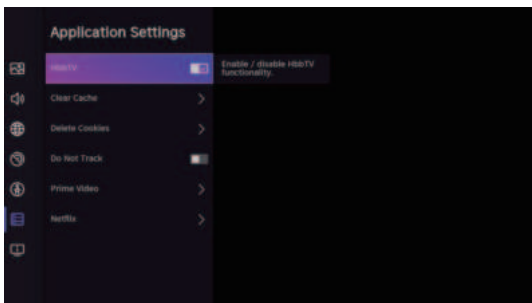 Application Settings
HbbTV
Enable / disable HbbTV
functionality.
Clear Cache
Delete Cookies
Do Not Track
Prime Video
Netflix